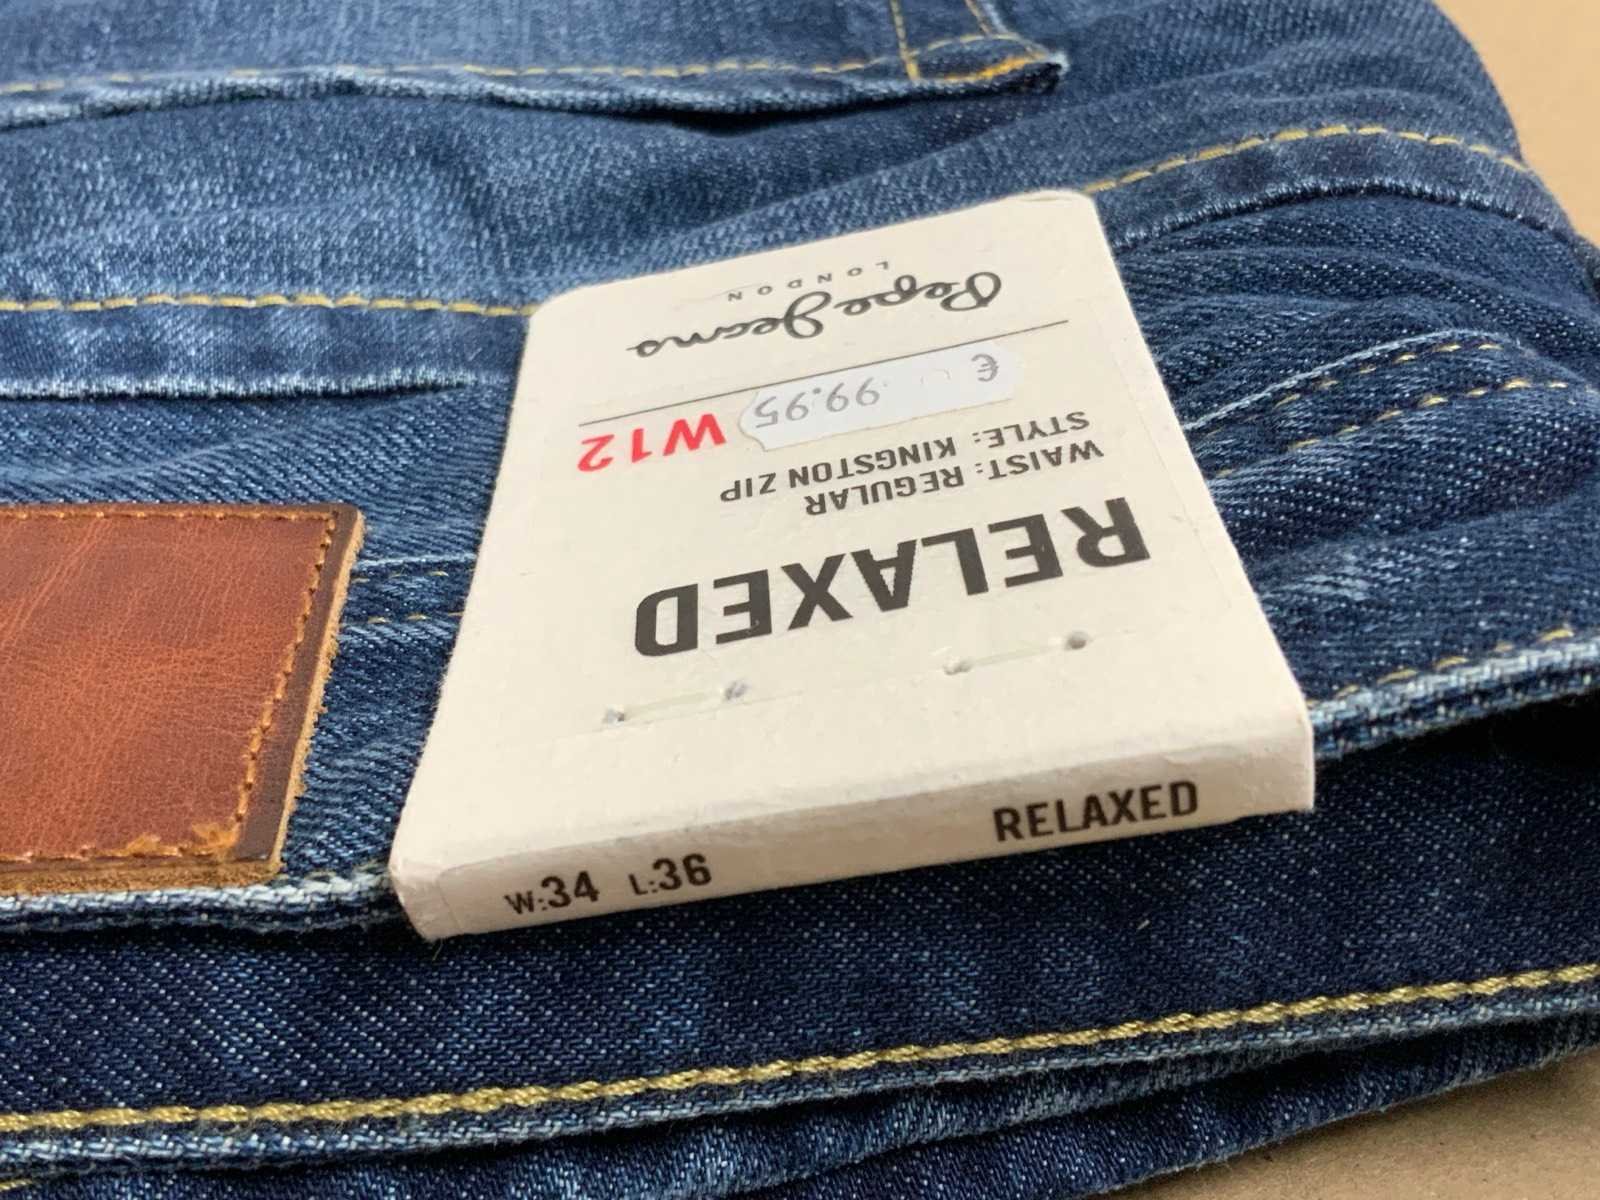 Pepe Jeans
LONDON
€ 99.95
W12
STYLE: KINGSTON ZIP
WAIST: REGULAR
RELAXED
W:34 L:36 RELAXED